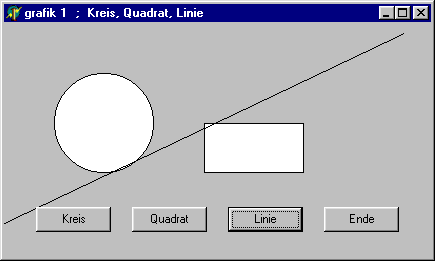 grafik 1 ; Kreis, Quadrat, Linie
Kreis Quadrat Linie Ende